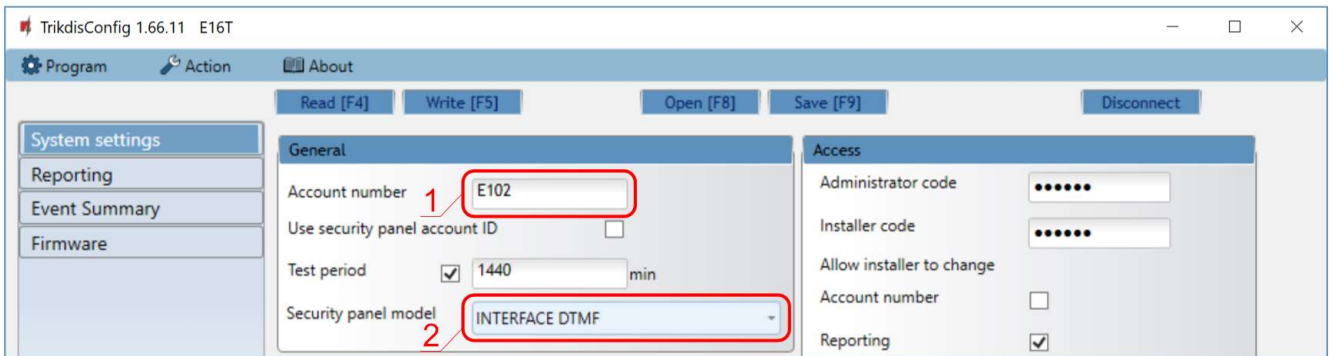 TrikdisConfig 1.66.11 E16T
Program Action About
Read [F4] Write [F5] Open [F8] Save [F9] Disconnect
System settings
Reporting
Event Summary
Firmware
General
Account number 1 E102
Use security panel account ID
Test period 1440 min
Security panel model 2 INTERFACE DTMF
Access
Administrator code ••••••
Installer code ••••••
Allow installer to change
Account number
Reporting